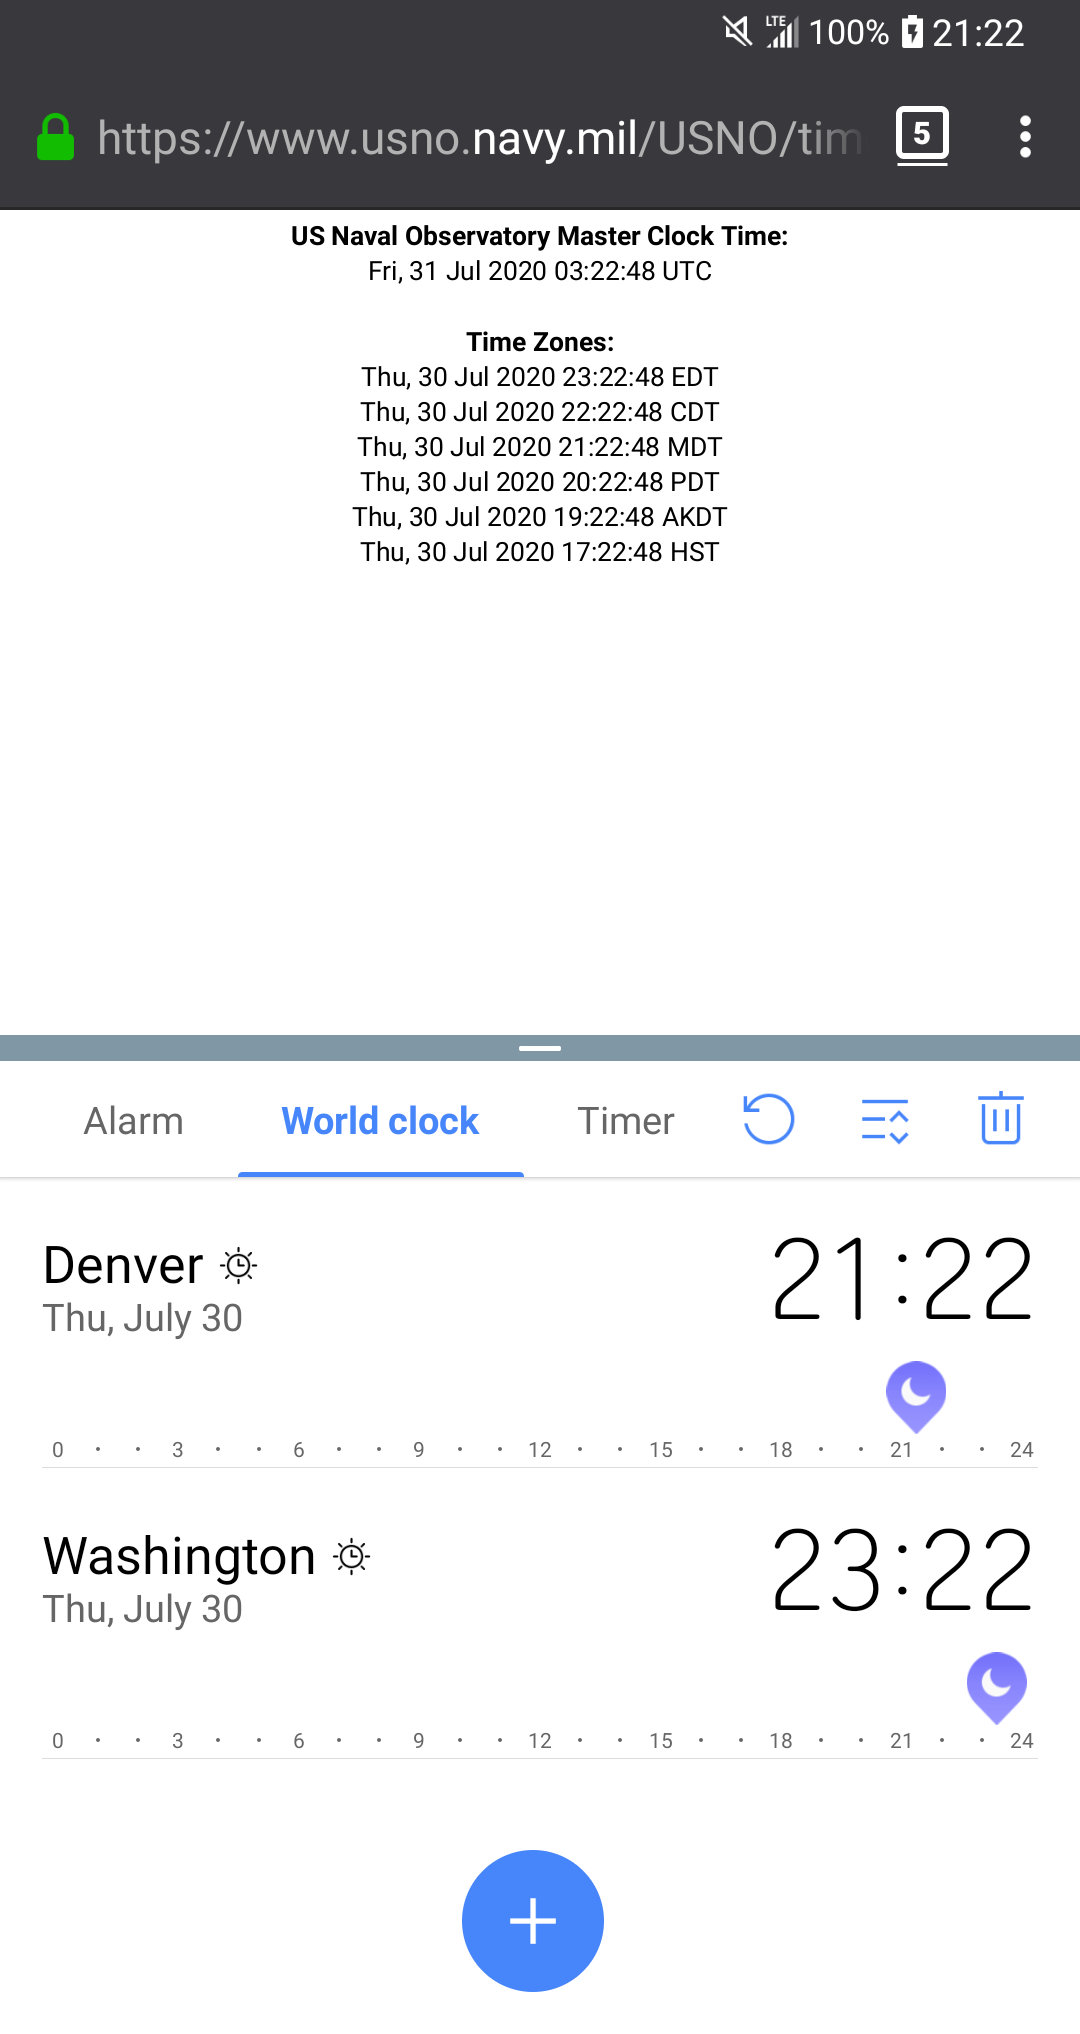 LTE 100% 21:22
https://www.usno.navy.mil/USNO/tim 5
US Naval Observatory Master Clock Time:
Fri, 31 Jul 2020 03:22:48 UTC
Time Zones:
Thu, 30 Jul 2020 23:22:48 EDT
Thu, 30 Jul 2020 22:22:48 CDT
Thu, 30 Jul 2020 21:22:48 MDT
Thu, 30 Jul 2020 20:22:48 PDT
Thu, 30 Jul 2020 19:22:48 AKDT
Thu, 30 Jul 2020 17:22:48 HST
Alarm World clock Timer
Denver 21:22
Thu, July 30
0 · · 3 · · 6 · · 9 · · 12 · · 15 · · 18 · · 21 · · 24
Washington 23:22
Thu, July 30
0 · · 3 · · 6 · · 9 · · 12 · · 15 · · 18 · · 21 · · 24